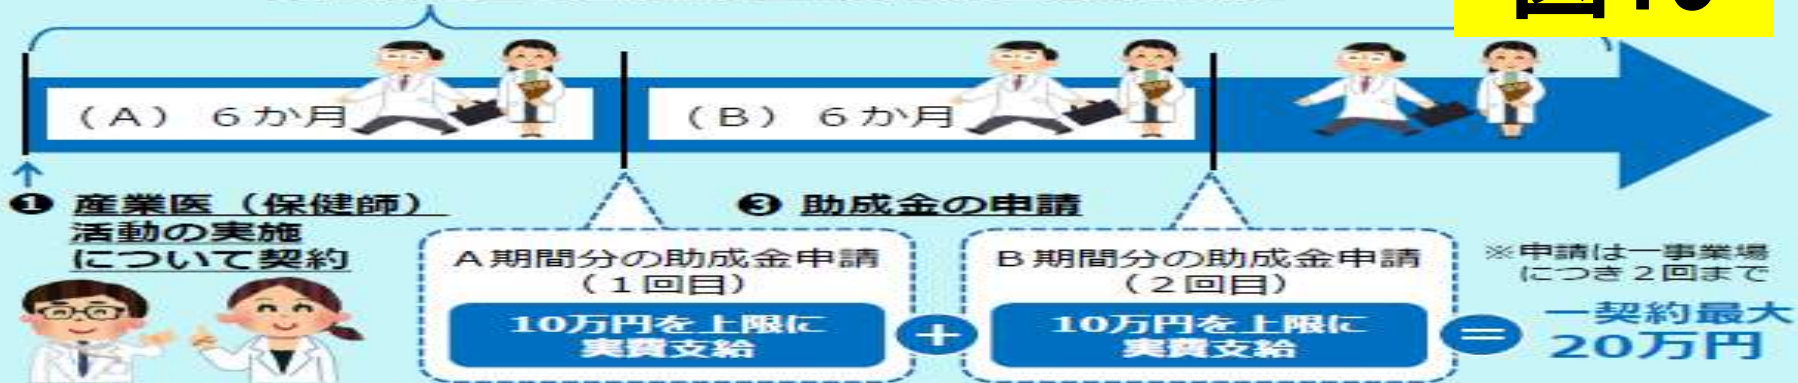 （A）６か月
（B）６か月
❶ 産業医（保健師）
活動の実施
について契約
❸ 助成金の申請
A期間分の助成金申請
（１回目）
10万円を上限に
実費支給
＋
B期間分の助成金申請
（２回目）
10万円を上限に
実費支給
＝
※申請は一事業場
につき２回まで
一契約最大
20万円